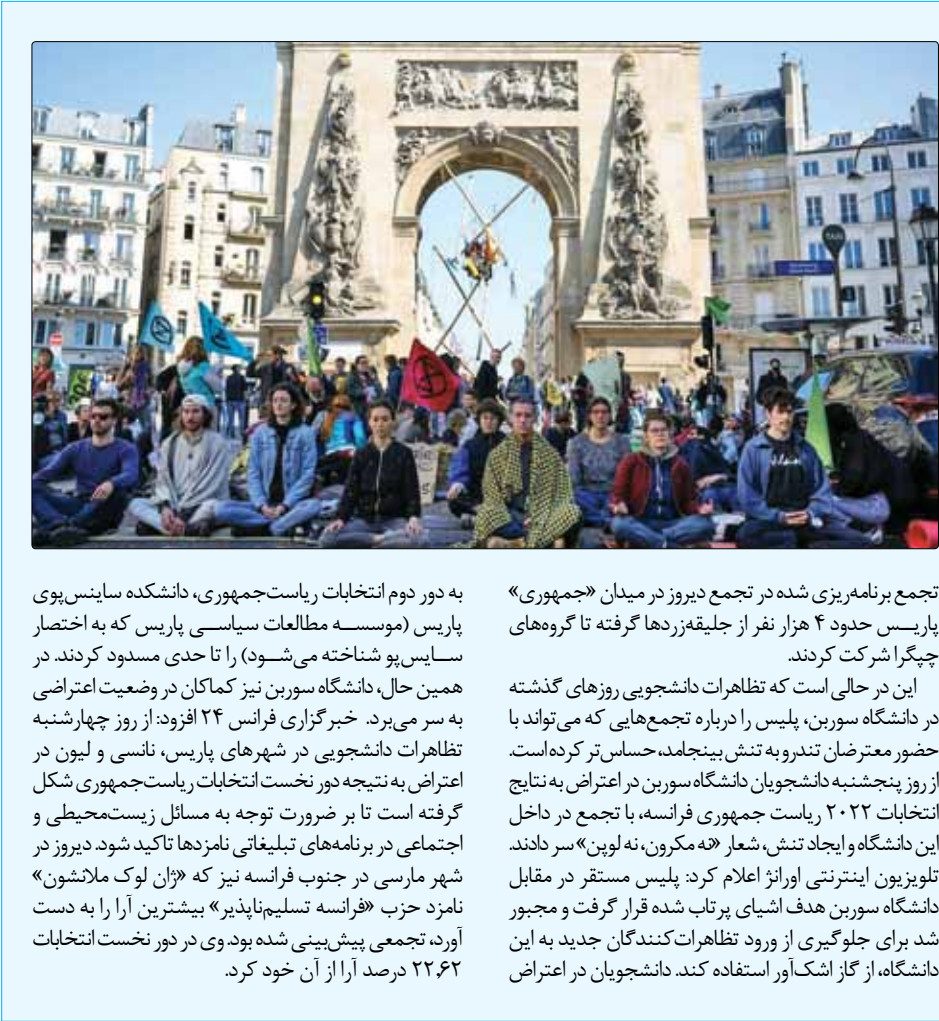 تجمع برنامه‌ریزی شده در تجمع دیروز در میدان «جمهوری»
پاریس حدود ۴ هزار نفر از جلیقه‌زردها گرفته تا گروه‌های
چپگرا شرکت کردند.
این در حالی است که تظاهرات دانشجویی روزهای گذشته
در دانشگاه سوربن، پلیس را درباره تجمع‌هایی که می‌تواند با
حضور معترضان تندرو به تنش بینجامد، حساس‌تر کرده است.
از روز پنجشنبه دانشجویان دانشگاه سوربن در اعتراض به نتایج
انتخابات ۲۰۲۲ ریاست جمهوری فرانسه، با تجمع در داخل
این دانشگاه و ایجاد تنش، شعار «نه مکرون، نه لوپن» سر دادند.
تلویزیون اینترنتی اورانژ اعلام کرد: پلیس مستقر در مقابل
دانشگاه سوربن هدف اشیای پرتاب شده قرار گرفت و مجبور
شد برای جلوگیری از ورود تظاهرات‌کنندگان جدید به این
دانشگاه، از گاز اشک‌آور استفاده کند. دانشجویان در اعتراض
به دور دوم انتخابات ریاست‌جمهوری، دانشکده ساینس‌پوی
پاریس (موسسه مطالعات سیاسی پاریس که به اختصار
سایس‌پو شناخته می‌شود) را تا حدی مسدود کردند. در
همین حال، دانشگاه سوربن نیز کماکان در وضعیت اعتراضی
به سر می‌برد. خبرگزاری فرانس ۲۴ افزود: از روز چهارشنبه
تظاهرات دانشجویی در شهرهای پاریس، نانسی و لیون در
اعتراض به نتیجه دور نخست انتخابات ریاست‌جمهوری شکل
گرفته است تا بر ضرورت توجه به مسائل زیست‌محیطی و
اجتماعی در برنامه‌های تبلیغاتی نامزدها تاکید شود. دیروز در
شهر مارسی در جنوب فرانسه نیز که «ژان لوک ملانشون»
نامزد حزب «فرانسه تسلیم‌ناپذیر» بیشترین آرا را به دست
آورد، تجمعی پیش‌بینی شده بود. وی در دور نخست انتخابات
۲۲٫۶۲ درصد آرا از آن خود کرد.
TAXI